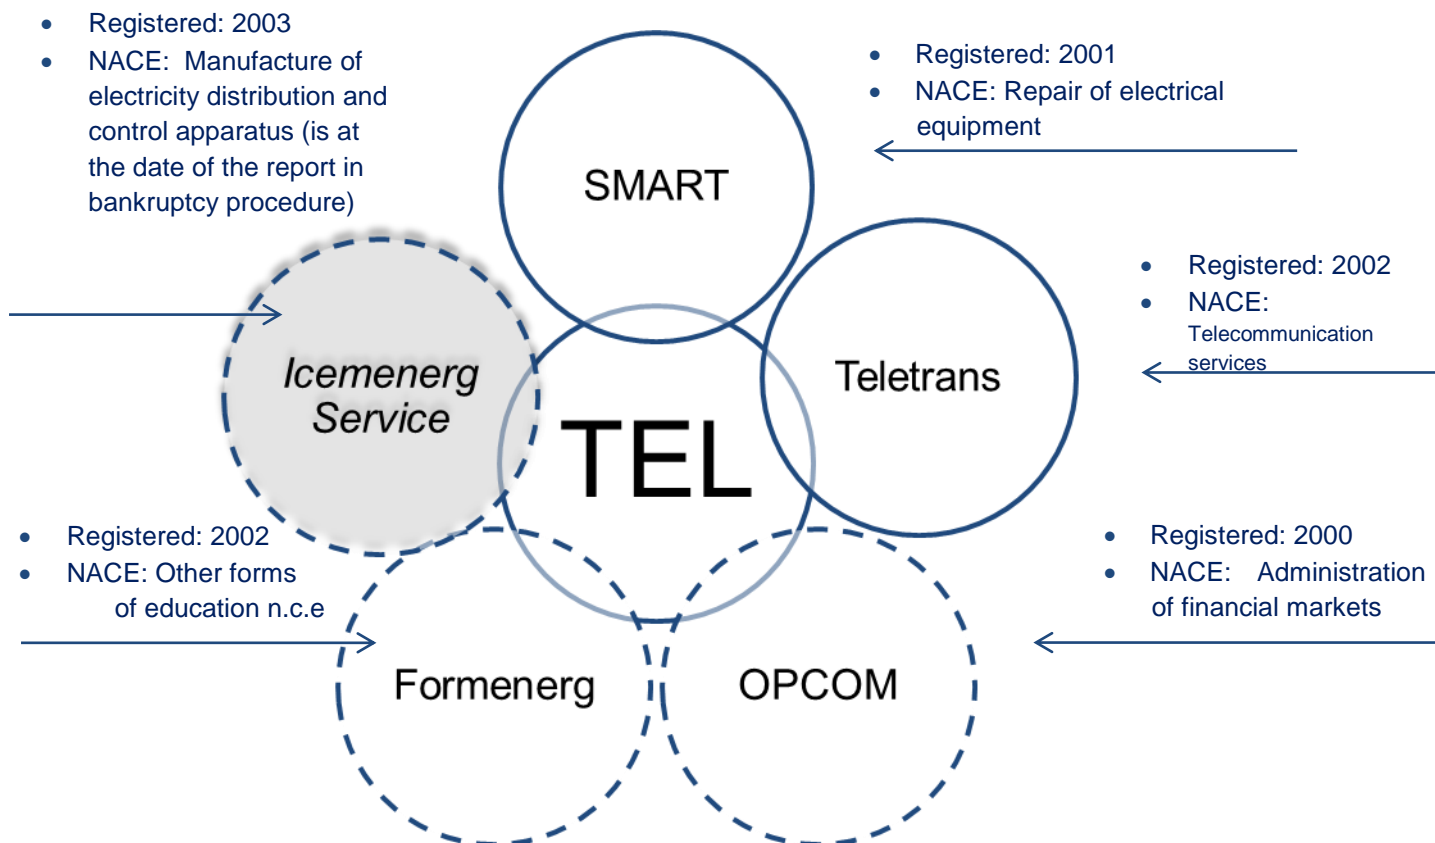 • Registered: 2003
• NACE: Manufacture of
electricity distribution and
control apparatus (is at
the date of the report in
bankruptcy procedure)
• Registered: 2001
• NACE: Repair of electrical
equipment
SMART
• Registered: 2002
• NACE:
Telecommunication
services
Icemenerg
Service
Teletrans
TEL
• Registered: 2002
• NACE: Other forms
of education n.c.e
• Registered: 2000
• NACE: Administration
of financial markets
Formenerg
OPCOM